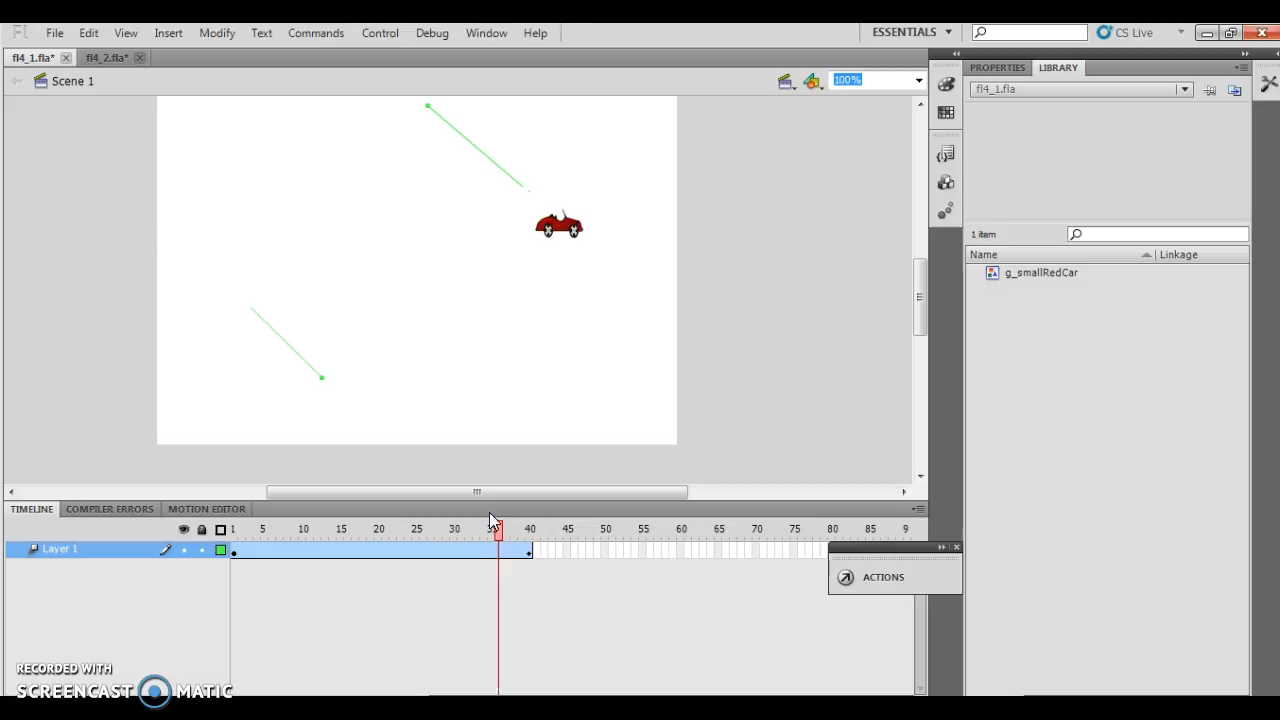 Fl File Edit View Insert Modify Text Commands Control Debug Window Help ESSENTIALS CS Live
fl4_1.fla* fl4_2.fla* PROPERTIES LIBRARY
Scene 1 100% fl4_1.fla
1 item
Name Linkage
g_smallRedCar
TIMELINE COMPILER ERRORS MOTION EDITOR
1 5 10 15 20 25 30 40 45 50 55 60 65 70 75 80 85 9
Layer 1
ACTIONS
RECORDED WITH
SCREENCAST MATIC